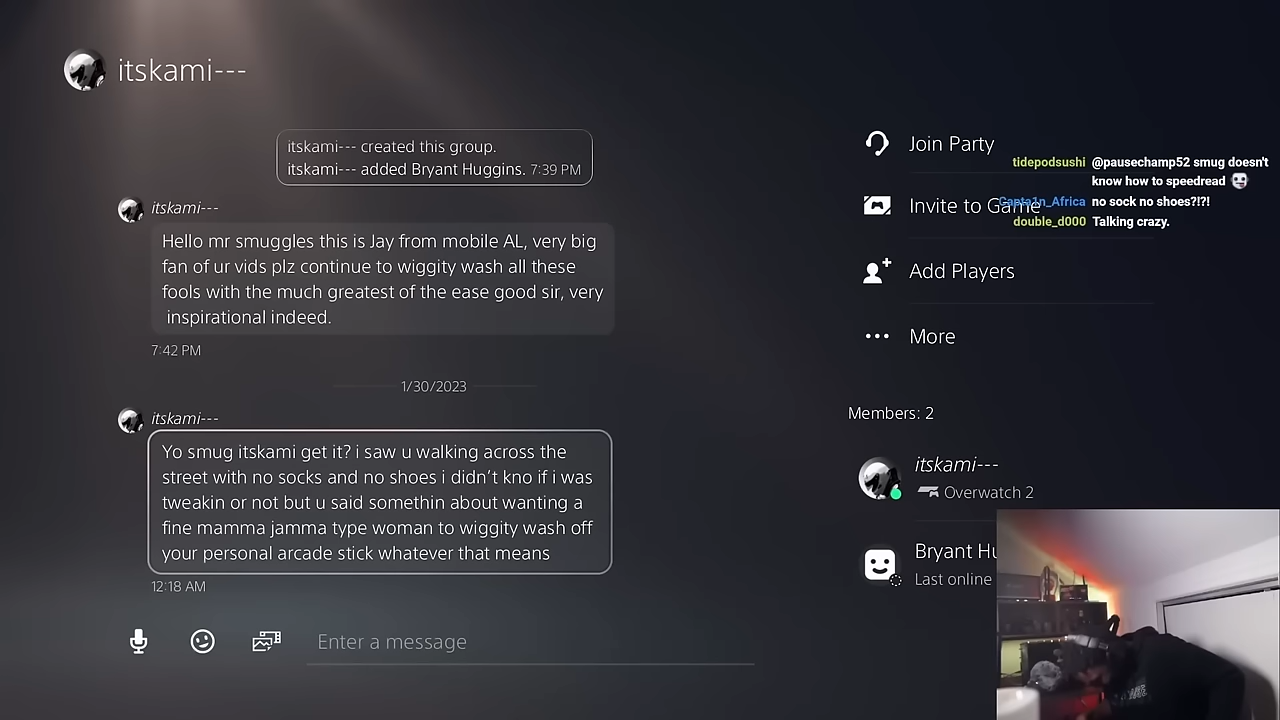 itskami---
itskami--- created this group.
itskami--- added Bryant Huggins. 7:39 PM
itskami---
Hello mr smuggles this is Jay from mobile AL, very big
fan of ur vids plz continue to wiggity wash all these
fools with the much greatest of the ease good sir, very
inspirational indeed.
7:42 PM
1/30/2023
itskami---
Yo smug itskami get it? i saw u walking across the
street with no socks and no shoes i didn't kno if i was
tweakin or not but u said somethin about wanting a
fine mamma jamma type woman to wiggity wash off
your personal arcade stick whatever that means
12:18 AM
Enter a message
Join Party
tidepodsushi @pausechamp52 smug doesn't
know how to speedread
Invite to Game
Capta1n_Africa no sock no shoes?!?!
double_d000 Talking crazy.
Add Players
More
Members: 2
itskami---
Overwatch 2
Bryant Hu
Last online